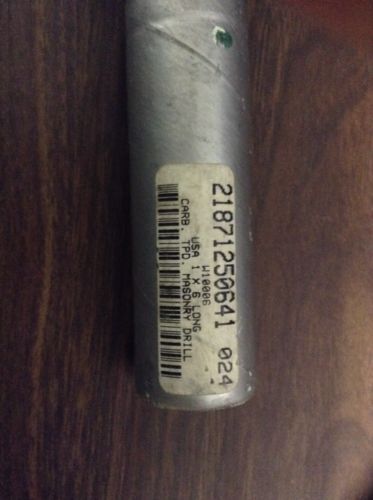 21871250641 024
W10006
USA 1 X 6 LONG
CARB. TPD. MASONRY DRILL